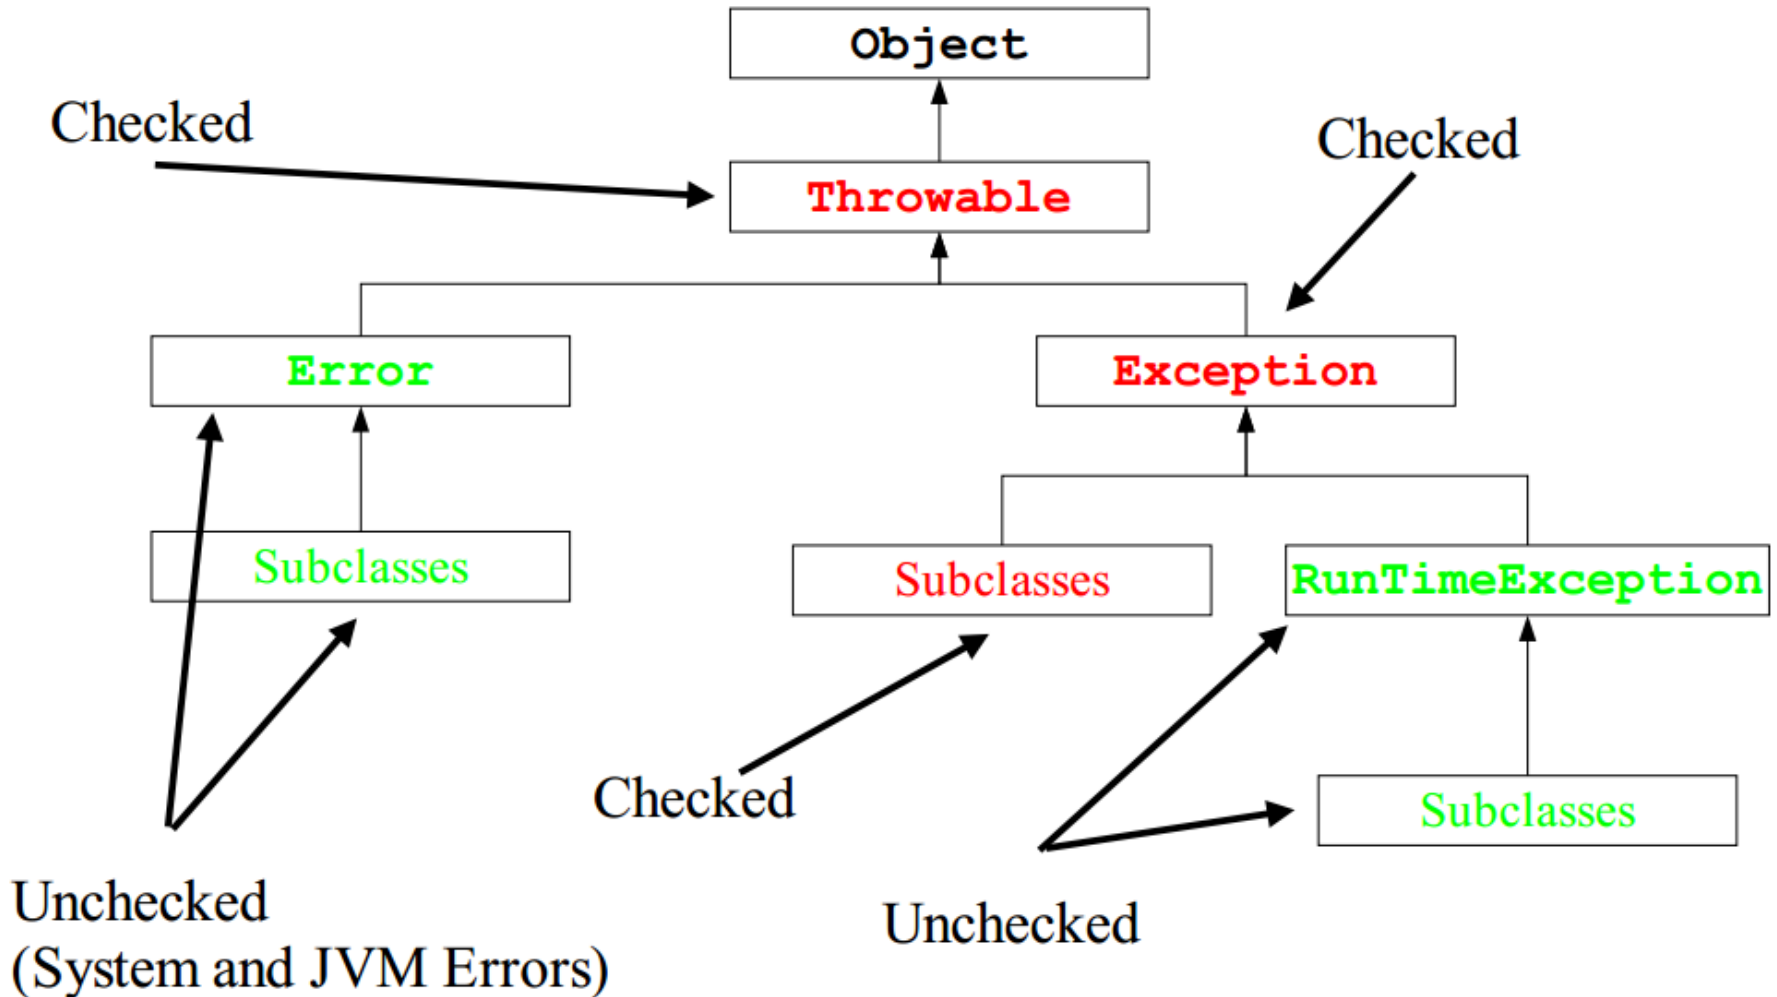 Object
Checked
Checked
Throwable
Error
Exception
Subclasses
Subclasses
RunTimeException
Checked
Subclasses
Unchecked
(System and JVM Errors)
Unchecked